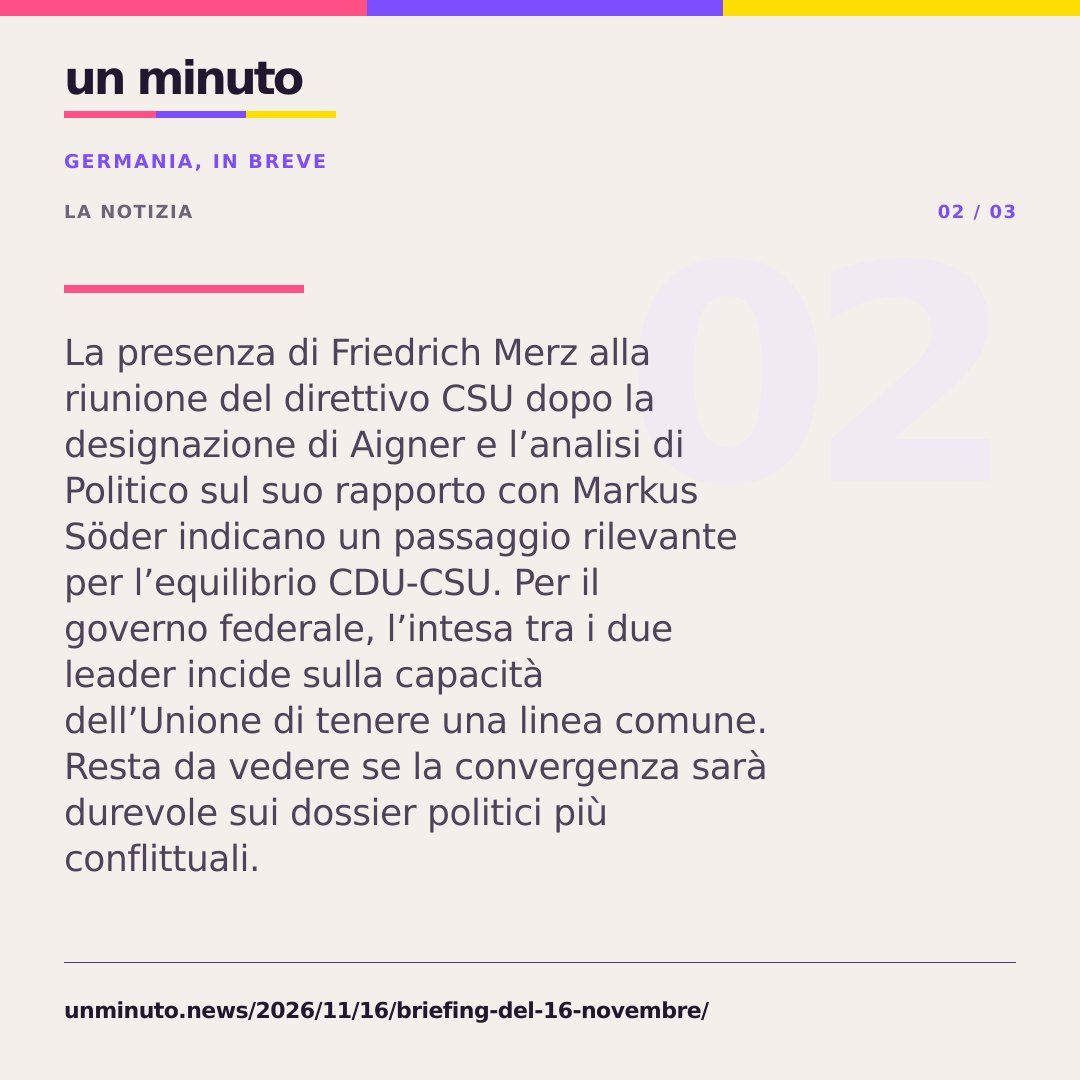 un minuto
GERMANIA, IN BREVE
LA NOTIZIA
02 / 03
02
La presenza di Friedrich Merz alla
riunione del direttivo CSU dopo la
designazione di Aigner e l’analisi di
Politico sul suo rapporto con Markus
Söder indicano un passaggio rilevante
per l’equilibrio CDU-CSU. Per il
governo federale, l’intesa tra i due
leader incide sulla capacità
dell’Unione di tenere una linea comune.
Resta da vedere se la convergenza sarà
durevole sui dossier politici più
conflittuali.
unminuto.news/2026/11/16/briefing-del-16-novembre/